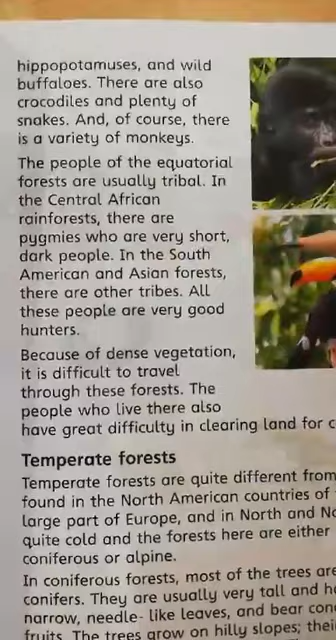 hippopotamuses, and wild
buffaloes. There are also
crocodiles and plenty of
snakes. And, of course, there
is a variety of monkeys.
The people of the equatorial
forests are usually tribal. In
the Central African
rainforests, there are
pygmies who are very short,
dark people. In the South
American and Asian forests,
there are other tribes. All
these people are very good
hunters.
Because of dense vegetation,
it is difficult to travel
through these forests. The
people who live there also
have great difficulty in clearing land for
Temperate forests
Temperate forests are quite different from
found in the North American countries of
large part of Europe, and in North and
quite cold and the forests here are either
coniferous or alpine.
In coniferous forests, most of the trees are
conifers. They are usually very tall and
narrow, needle- like leaves, and bear
fruits. The trees grow on hilly slopes;